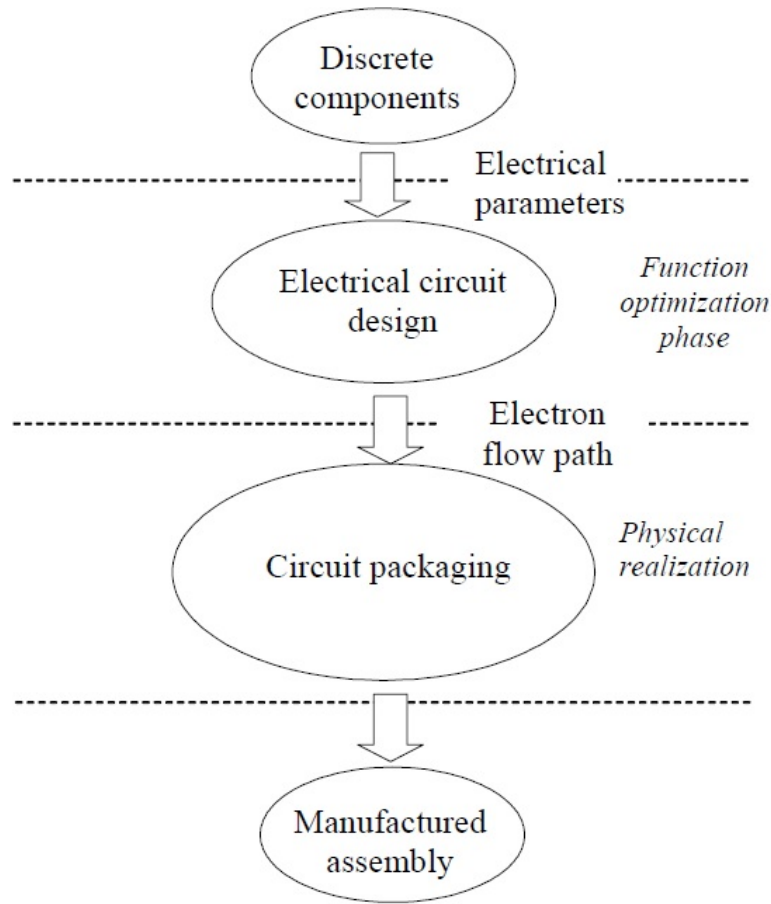 Discrete
components
Electrical
parameters
Electrical circuit
design
Function
optimization
phase
Electron
flow path
Circuit packaging
Physical
realization
Manufactured
assembly